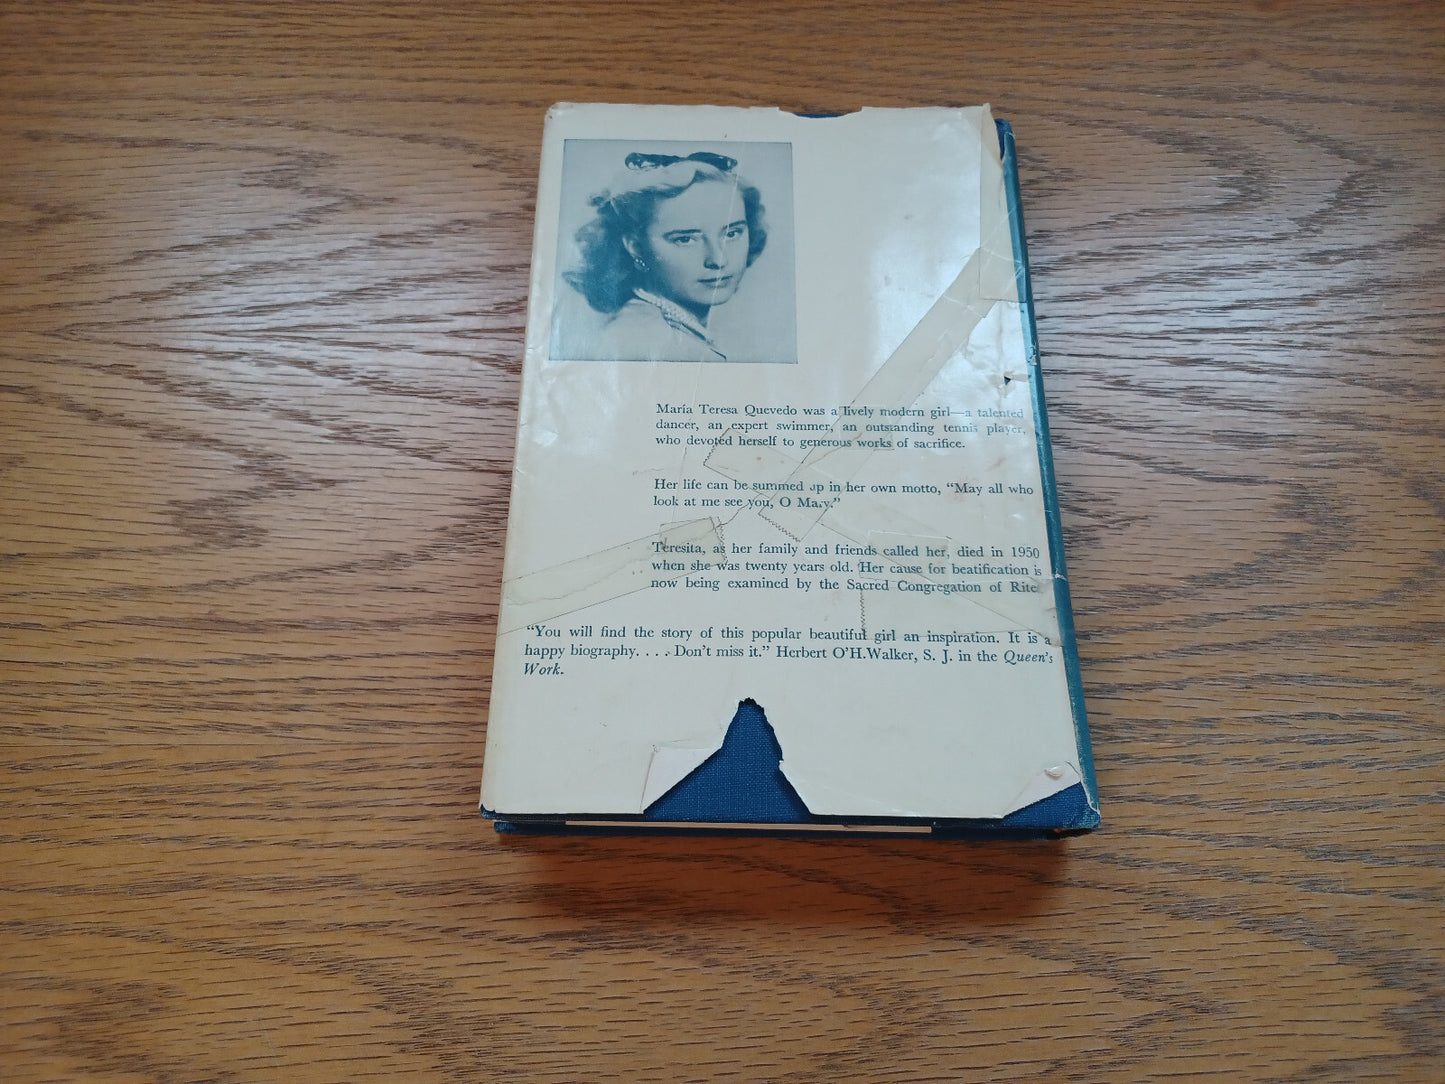 María Teresa Quevedo was a lively modern girl—a talented
dancer, an expert swimmer, an outstanding tennis player,
who devoted herself to generous works of sacrifice.
Her life can be summed up in her own motto, “May all who
look at me see you, O Mary.”
Teresita, as her family and friends called her, died in 1950
when she was twenty years old. Her cause for beatification is
now being examined by the Sacred Congregation of Rite
“You will find the story of this popular beautiful girl an inspiration. It is a
happy biography. . . . Don’t miss it.” Herbert O’H.Walker, S. J. in the Queen’s
Work.